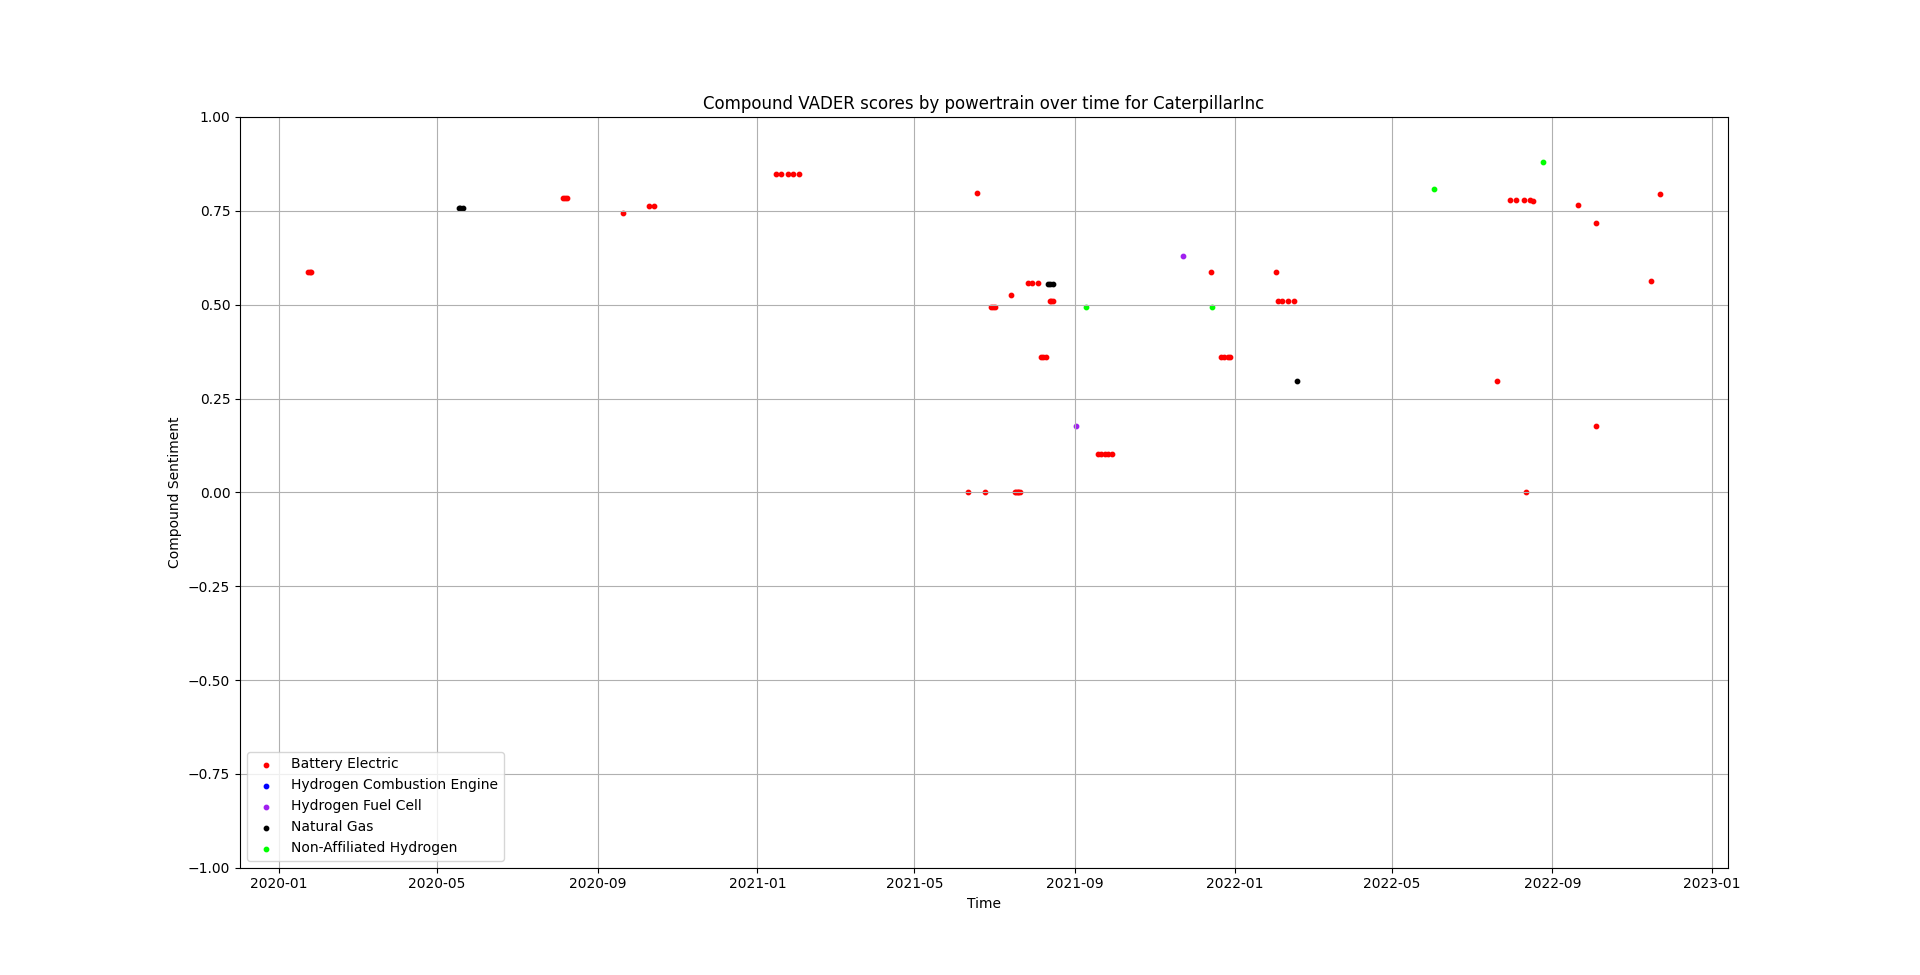 Compound VADER scores by powertrain over time for CaterpillarInc
1.00
0.75
0.50
0.25
0.00
−0.25
−0.50
−0.75
−1.00
Compound Sentiment
Battery Electric
Hydrogen Combustion Engine
Hydrogen Fuel Cell
Natural Gas
Non-Affiliated Hydrogen
2020-01 2020-05 2020-09 2021-01 2021-05 2021-09 2022-01 2022-05 2022-09 2023-01
Time